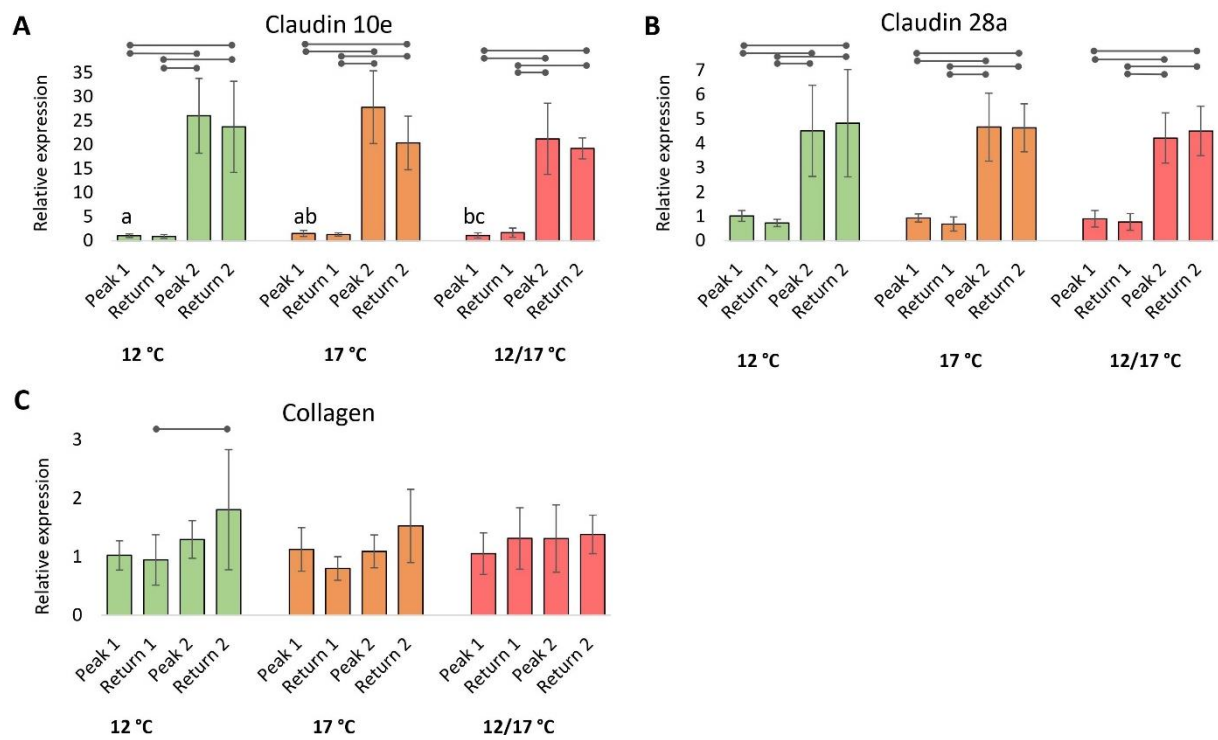 A
Claudin 10e
Relative expression
35
30
25
20
15
10
5
0
a
ab
bc
Peak 1
Return 1
Peak 2
Return 2
Peak 1
Return 1
Peak 2
Return 2
Peak 1
Return 1
Peak 2
Return 2
12 °C
17 °C
12/17 °C
B
Claudin 28a
Relative expression
7
6
5
4
3
2
1
0
Peak 1
Return 1
Peak 2
Return 2
Peak 1
Return 1
Peak 2
Return 2
Peak 1
Return 1
Peak 2
Return 2
12 °C
17 °C
12/17 °C
C
Collagen
Relative expression
3
2
1
0
Peak 1
Return 1
Peak 2
Return 2
Peak 1
Return 1
Peak 2
Return 2
Peak 1
Return 1
Peak 2
Return 2
12 °C
17 °C
12/17 °C